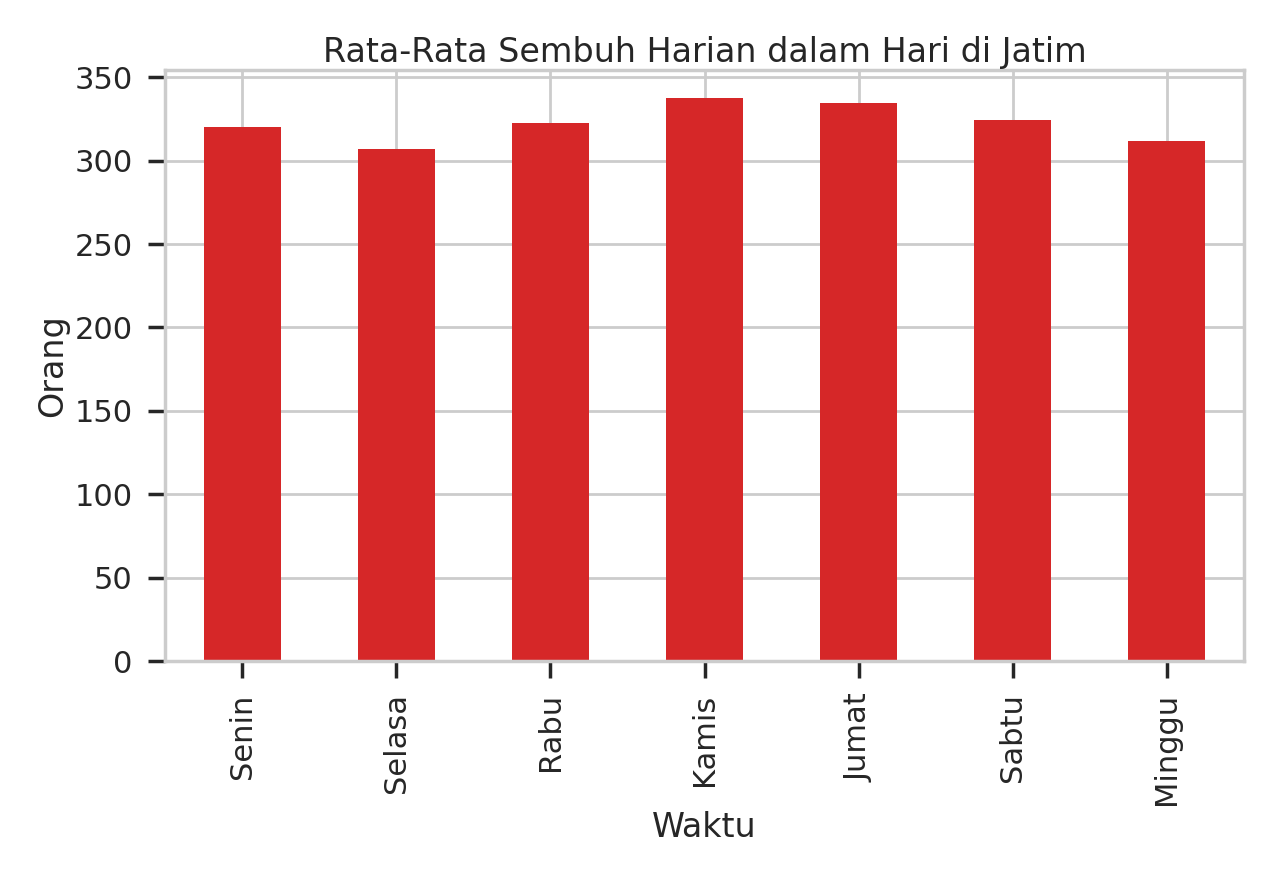 Rata-Rata Sembuh Harian dalam Hari di Jatim
350
300
250
200
150
100
50
0
Orang
Senin
Selasa
Rabu
Kamis
Jumat
Sabtu
Minggu
Waktu